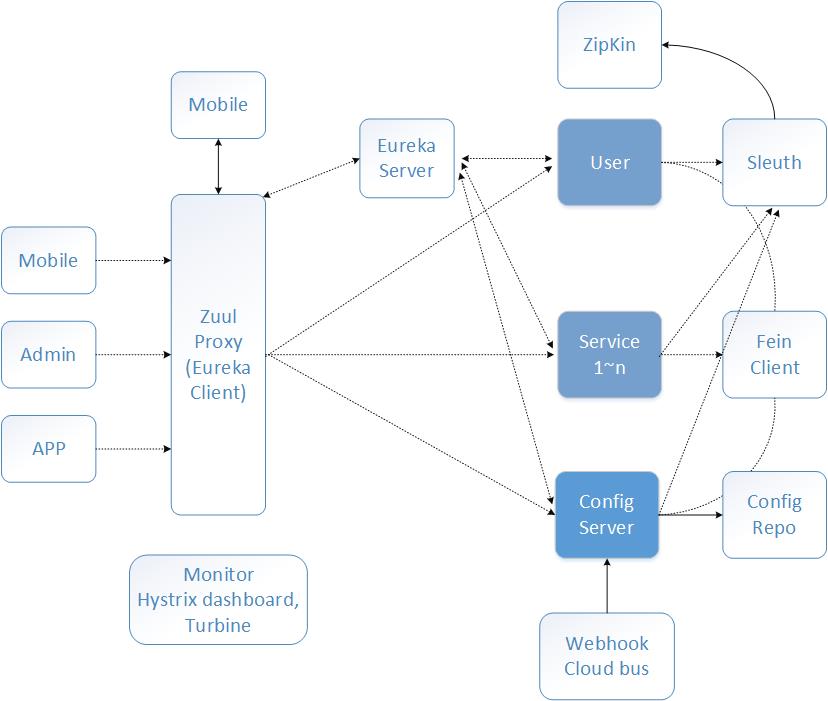 ZipKin
Mobile
Eureka
Server
User
Sleuth
Mobile
Zuul
Proxy
(Eureka
Client)
Admin
Service
1~n
Fein
Client
APP
Config
Server
Config
Repo
Monitor
Hystrix dashboard,
Turbine
Webhook
Cloud bus